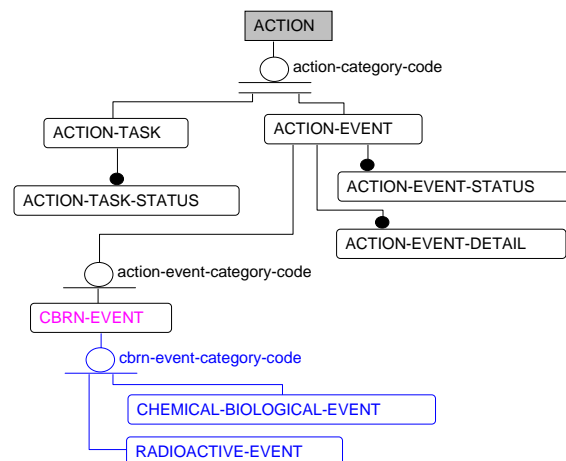 ACTION
action-category-code
ACTION-TASK
ACTION-EVENT
ACTION-TASK-STATUS
ACTION-EVENT-STATUS
ACTION-EVENT-DETAIL
action-event-category-code
CBRN-EVENT
cbrn-event-category-code
CHEMICAL-BIOLOGICAL-EVENT
RADIOACTIVE-EVENT